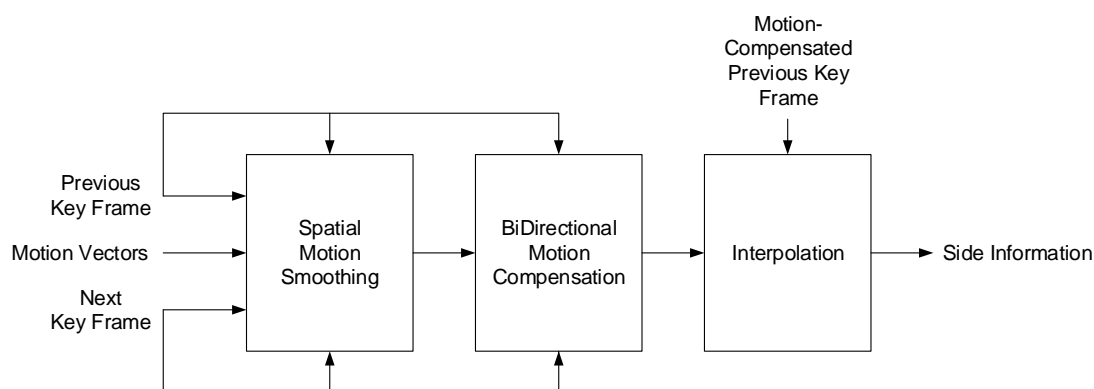 Motion-
Compensated
Previous Key
Frame
Previous
Key Frame
Motion Vectors
Next
Key Frame
Spatial
Motion
Smoothing
BiDirectional
Motion
Compensation
Interpolation
Side Information